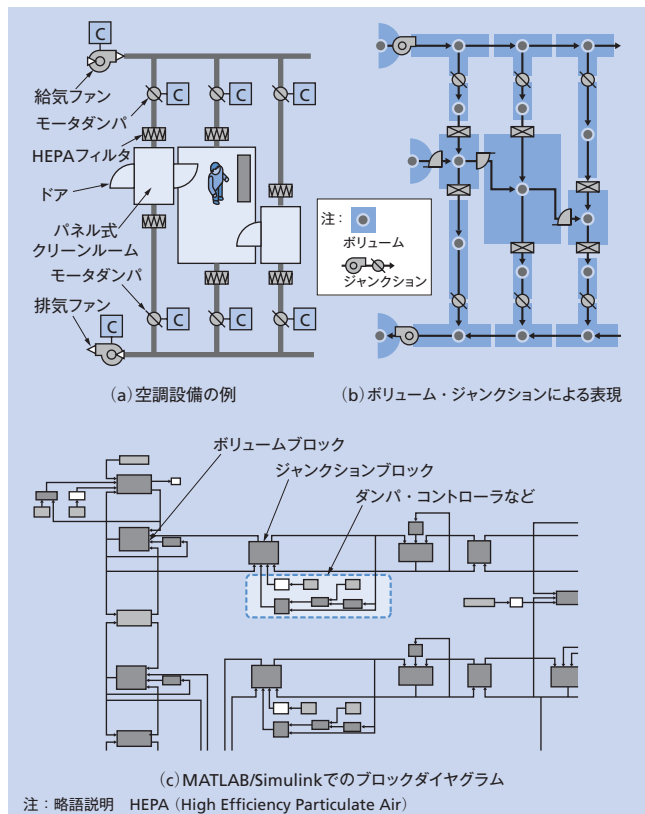 C
給気ファン
モータダンパ
C
C
C
HEPAフィルタ
ドア
パネル式
クリーンルーム
モータダンパ
C
C
C
排気ファン
C
(a)空調設備の例
注:
ボリューム
ジャンクション
(b)ボリューム・ジャンクションによる表現
ボリュームブロック
ジャンクションブロック
ダンパ・コントローラなど
(c)MATLAB/Simulinkでのブロックダイヤグラム
注:略語説明 HEPA(High Efficiency Particulate Air)